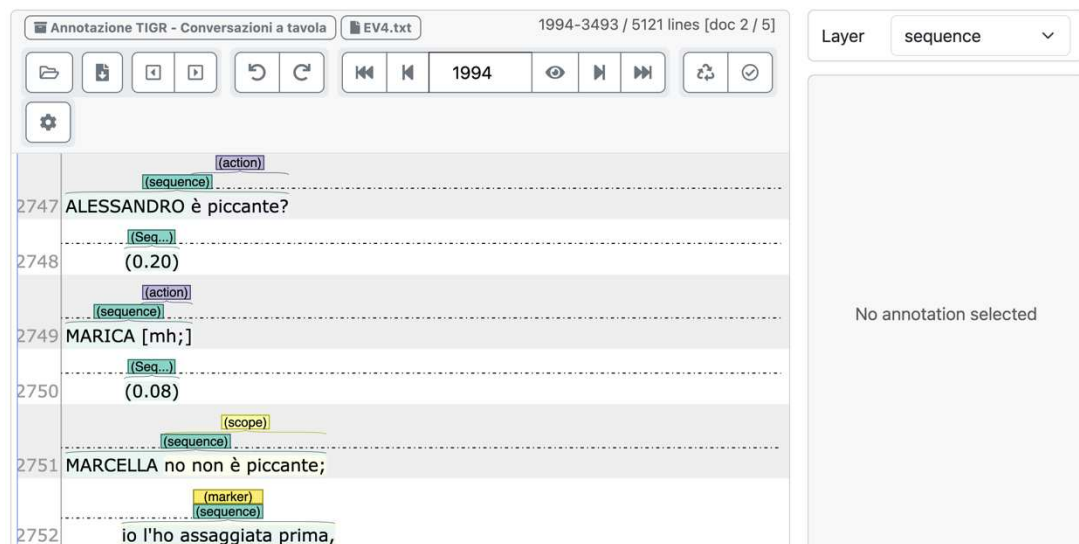 Annotazione TIGR - Conversazioni a tavola EV4.txt 1994-3493 / 5121 lines [doc 2 / 5]
Layer sequence
1994
(action)
(sequence)
2747 ALESSANDRO è piccante?
(Seq...)
2748 (0.20)
(action)
(sequence)
2749 MARICA [mh;]
No annotation selected
(Seq...)
2750 (0.08)
(scope)
(sequence)
2751 MARCELLA no non è piccante;
(marker)
(sequence)
2752 io l'ho assaggiata prima,